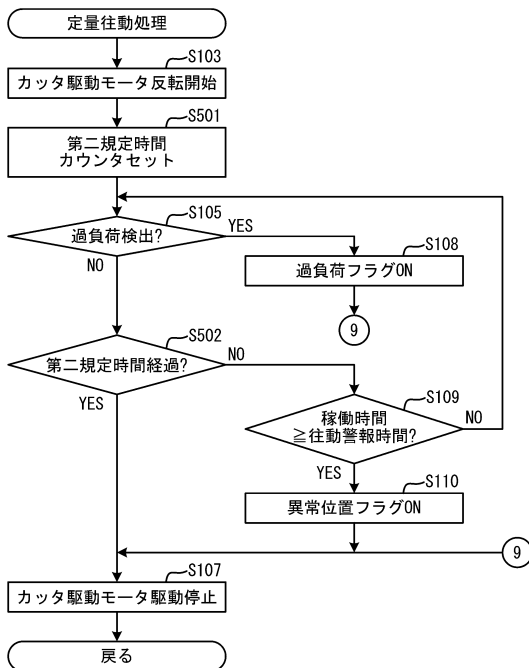 定量往動処理
S103
カッタ駆動モータ反転開始
S501
第二規定時間
カウンタセット
S105
過負荷検出?
YES
NO
S108
過負荷フラグON
9
S502
第二規定時間経過?
NO
YES
S109
稼働時間
≧往動警報時間?
NO
YES
S110
異常位置フラグON
9
S107
カッタ駆動モータ駆動停止
戻る